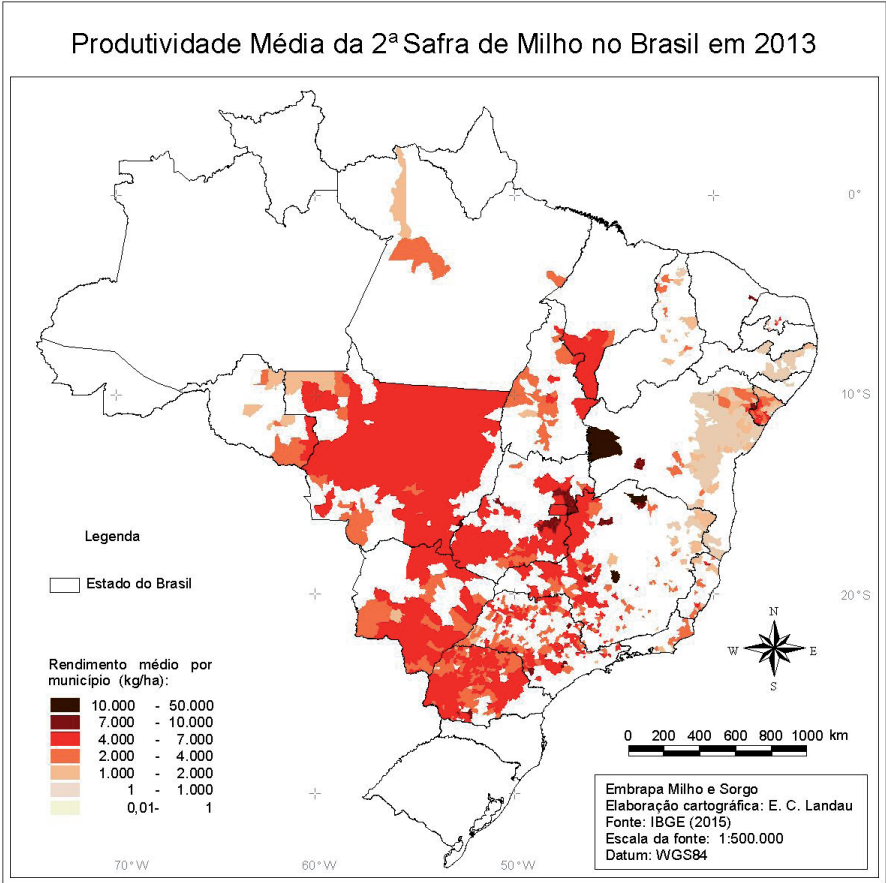 Produtividade Média da 2ª Safra de Milho no Brasil em 2013
0°
10°S
20°S
Legenda
Estado do Brasil
Rendimento médio por
município (kg/ha):
10.000 - 50.000
7.000 - 10.000
4.000 - 7.000
2.000 - 4.000
1.000 - 2.000
1 - 1.000
0,01- 1
N
W E
S
0 200 400 600 800 1000 km
Embrapa Milho e Sorgo
Elaboração cartográfica: E. C. Landau
Fonte: IBGE (2015)
Escala da fonte: 1:500.000
Datum: WGS84
70°W 60°W 50°W